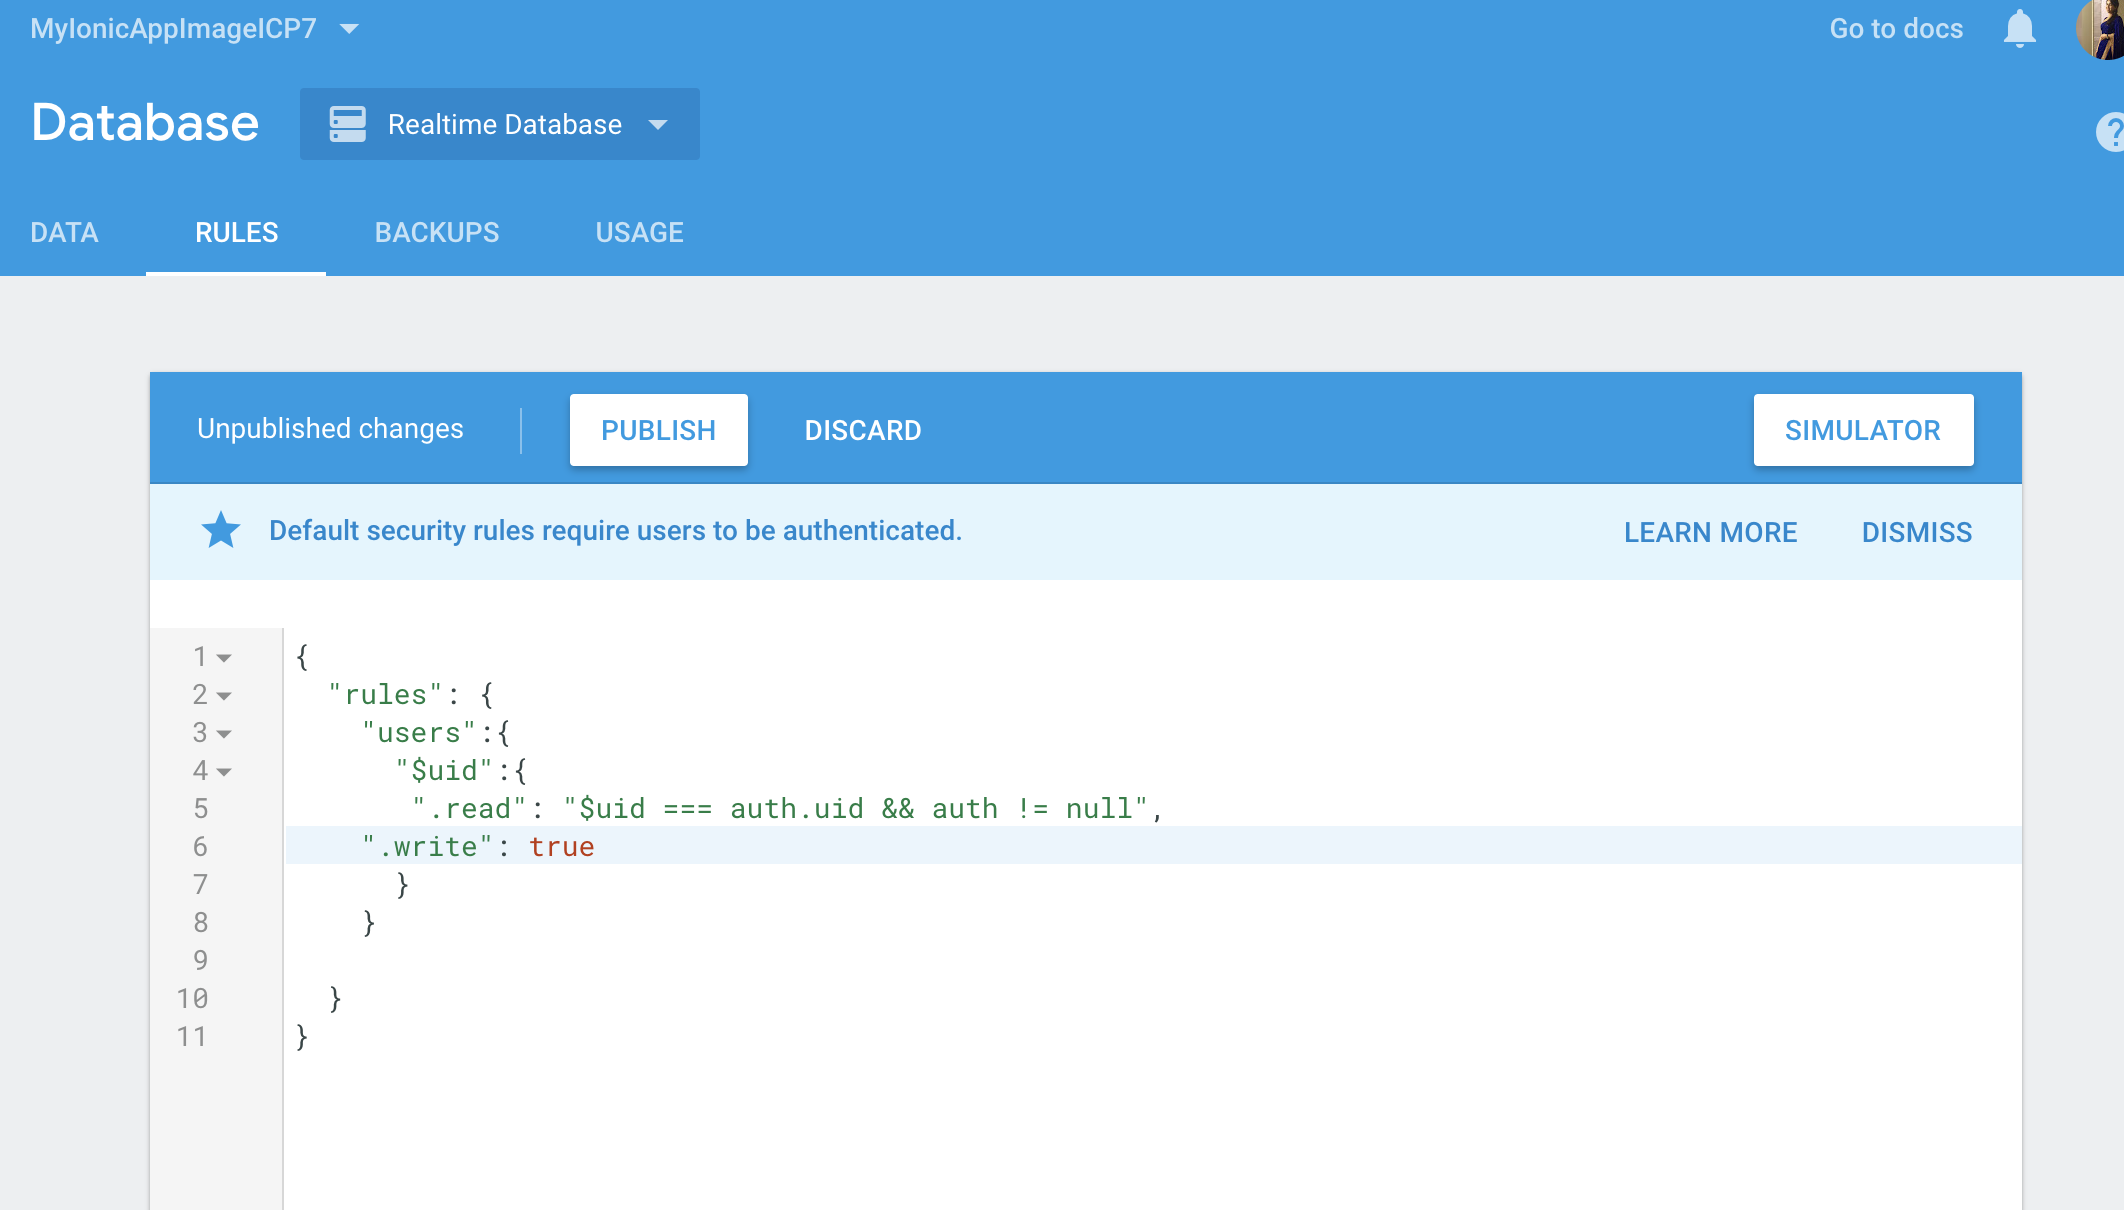 MyIonicAppImageICP7
Go to docs
Database
Realtime Database
?
DATA RULES BACKUPS USAGE
Unpublished changes
PUBLISH
DISCARD
SIMULATOR
Default security rules require users to be authenticated.
LEARN MORE
DISMISS
1 {
2 "rules": {
3 "users":{
4 "$uid":{
5 ".read": "$uid === auth.uid && auth != null",
6 ".write": true
7 }
8 }
9
10 }
11 }